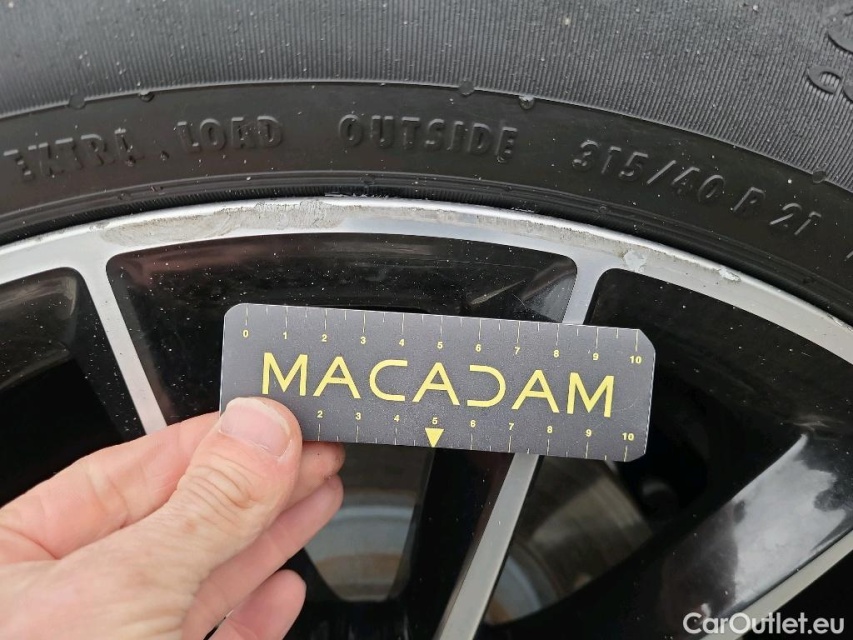 EXTRA LOAD OUTSIDE 315/40 R 21
0 1 2 3 4 5 6 7 8 9 10
MACADAM
2 3 4 5 6 7 8 9 10
CarOutlet.eu